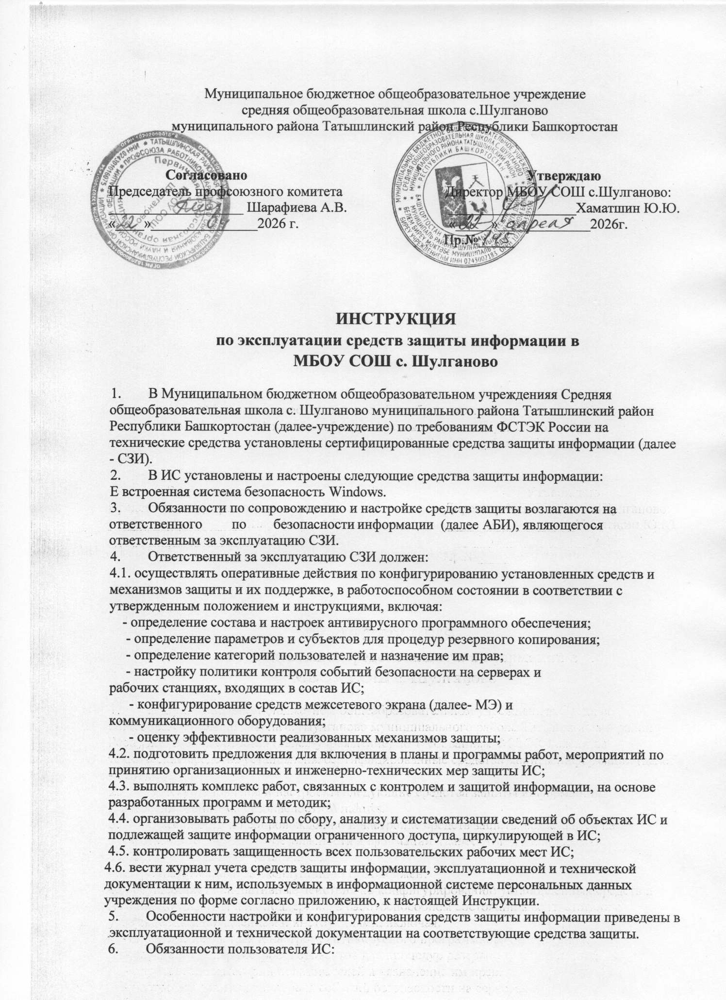 Муниципальное бюджетное общеобразовательное учреждение
средняя общеобразовательная школа с.Шулганово
муниципального района Татышлинский район Республики Башкортостан
Согласовано
Председатель профсоюзного комитета
Шарафиева А.В.
«22»2026 г.
Утверждаю
Директор МБОУ СОШ с.Шулганово:
Хаматшин Ю.Ю.
«22» апреля 2026г.
Пр.№
ИНСТРУКЦИЯ
по эксплуатации средств защиты информации в
МБОУ СОШ с. Шулганово
1. В Муниципальном бюджетном общеобразовательном учрежденияя Средняя
общеобразовательная школа с. Шулганово муниципального района Татышлинский район
Республики Башкортостан (далее-учреждение) по требованиям ФСТЭК России на
технические средства установлены сертифицированные средства защиты информации (далее
- СЗИ).
2. В ИС установлены и настроены следующие средства защиты информации:
Е встроенная система безопасность Windows.
3. Обязанности по сопровождению и настройке средств защиты возлагаются на
ответственного по безопасности информации (далее АБИ), являющегося
ответственным за эксплуатацию СЗИ.
4. Ответственный за эксплуатацию СЗИ должен:
4.1. осуществлять оперативные действия по конфигурированию установленных средств и
механизмов защиты и их поддержке, в работоспособном состоянии в соответствии с
утвержденным положением и инструкциями, включая:
- определение состава и настроек антивирусного программного обеспечения;
- определение параметров и субъектов для процедур резервного копирования;
- определение категорий пользователей и назначение им прав;
- настройку политики контроля событий безопасности на серверах и
рабочих станциях, входящих в состав ИС;
- конфигурирование средств межсетевого экрана (далее- МЭ) и
коммуникационного оборудования;
- оценку эффективности реализованных механизмов защиты;
4.2. подготовить предложения для включения в планы и программы работ, мероприятий по
принятию организационных и инженерно-технических мер защиты ИС;
4.3. выполнять комплекс работ, связанных с контролем и защитой информации, на основе
разработанных программ и методик;
4.4. организовывать работы по сбору, анализу и систематизации сведений об объектах ИС и
подлежащей защите информации ограниченного доступа, циркулирующей в ИС;
4.5. контролировать защищенность всех пользовательских рабочих мест ИС;
4.6. вести журнал учета средств защиты информации, эксплуатационной и технической
документации к ним, используемых в информационной системе персональных данных
учреждения по форме согласно приложению, к настоящей Инструкции.
5. Особенности настройки и конфигурирования средств защиты информации приведены в
эксплуатационной и технической документации на соответствующие средства защиты.
6. Обязанности пользователя ИС: